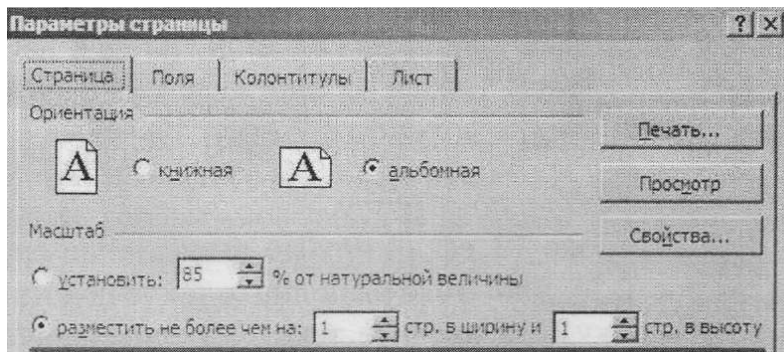 Параметры страницы ? X
Страница Поля Колонтитулы Лист
Ориентация
Печать...
А книжная А альбомная
Просмотр
Масштаб
Свойства...
установить: 85 % от натуральной величины
разместить не более чем на: 1 стр. в ширину и 1 стр. в высоту